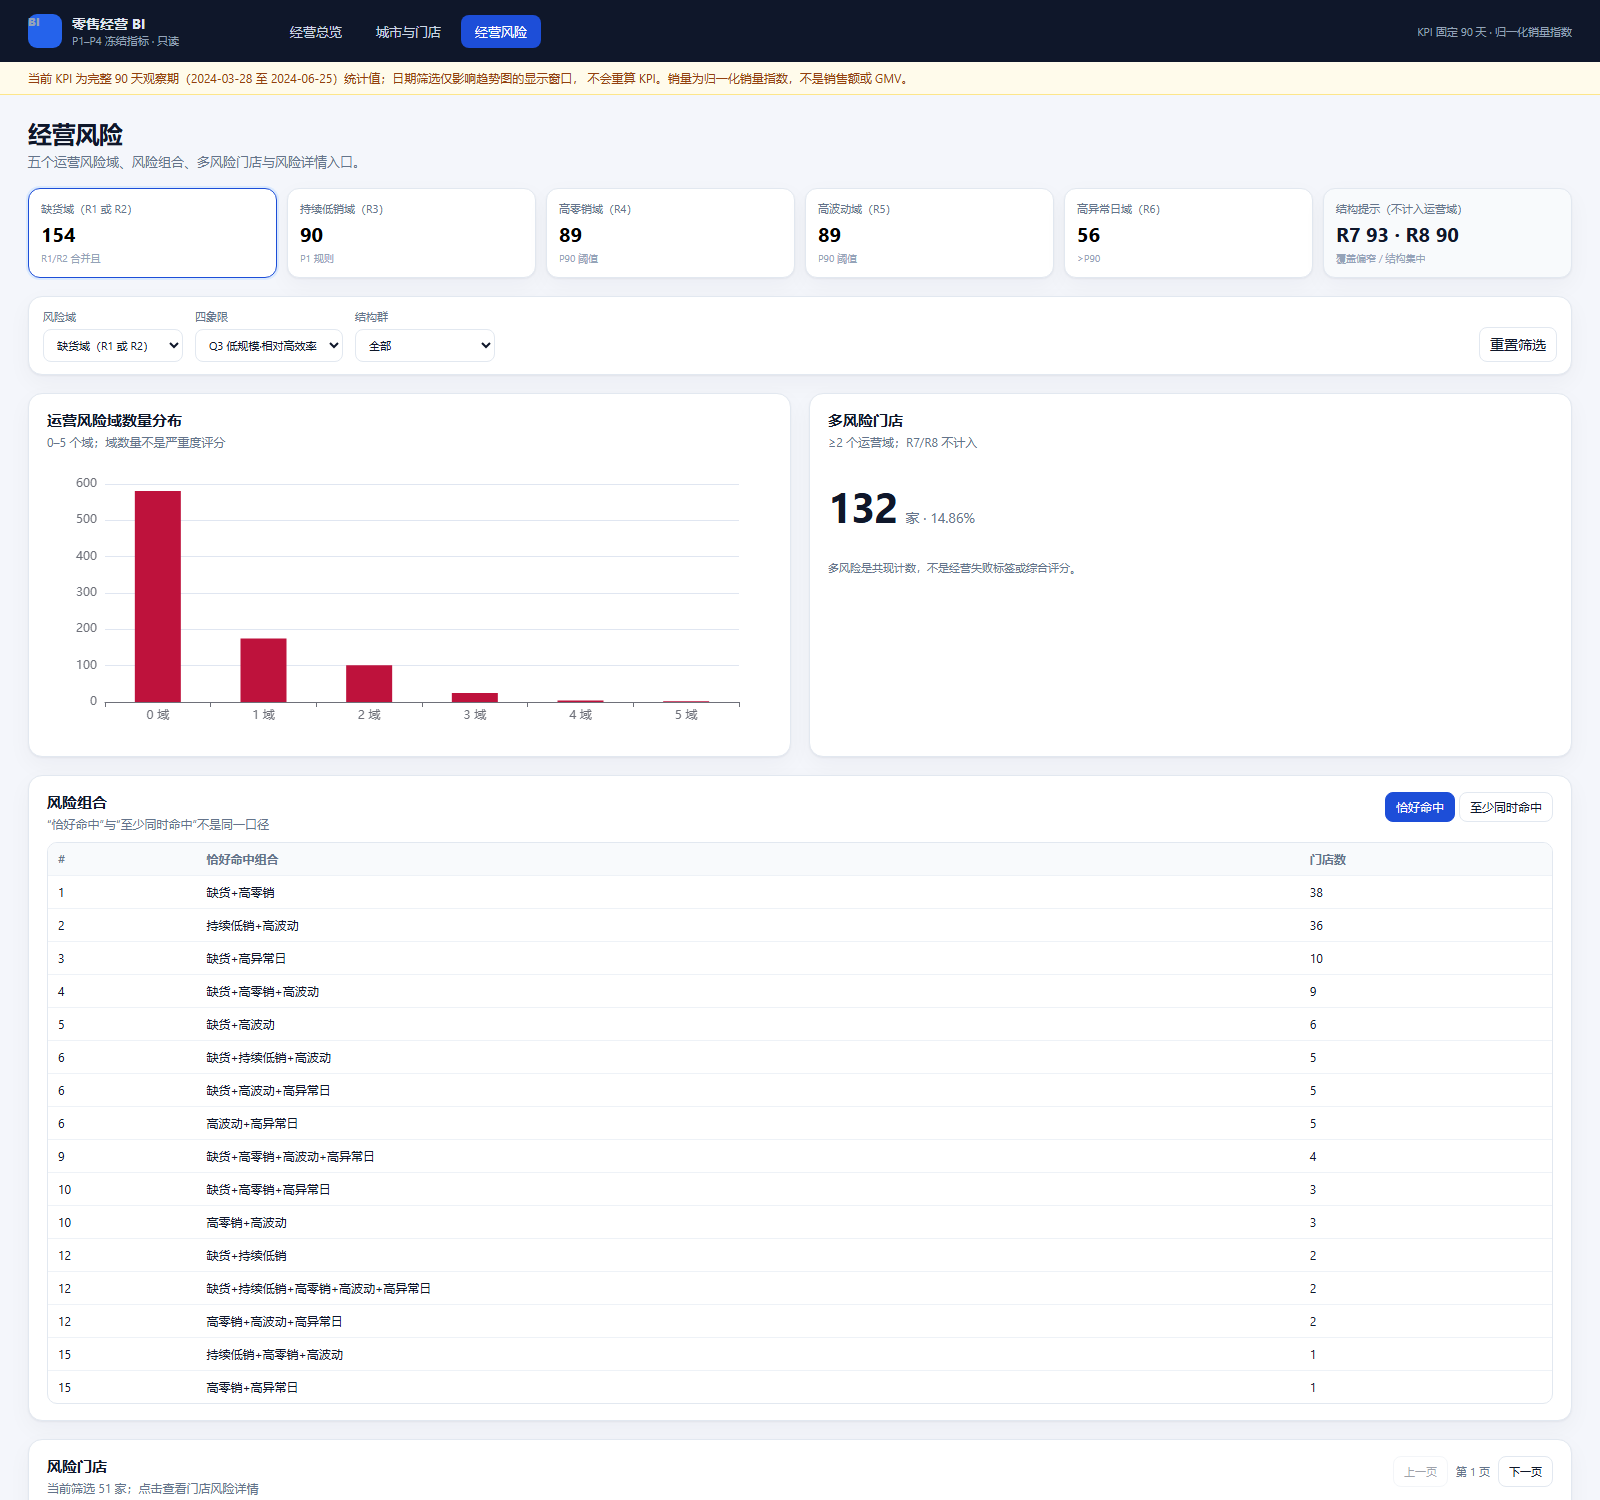 BI
零售经营 BI
P1–P4 冻结指标 · 只读
经营总览
城市与门店
经营风险
KPI 固定 90 天 · 归一化销量指数
当前 KPI 为完整 90 天观察期（2024-03-28 至 2024-06-25）统计值；日期筛选仅影响趋势图的显示窗口， 不会重算 KPI。销量为归一化销量指数，不是销售额或 GMV。
经营风险
五个运营风险域、风险组合、多风险门店与风险详情入口。
缺货域（R1 或 R2）
154
R1/R2 合并且
持续低销域（R3）
90
P1 规则
高零销域（R4）
89
P90 阈值
高波动域（R5）
89
P90 阈值
高异常日域（R6）
56
>P90
结构提示（不计入运营域）
R7 93 · R8 90
覆盖偏窄 / 结构集中
风险域
缺货域（R1 或 R2）
四象限
Q3 低规模·相对高效率
结构群
全部
重置筛选
运营风险域数量分布
0–5 个域；域数量不是严重度评分
600
500
400
300
200
100
0
0 域
1 域
2 域
3 域
4 域
5 域
多风险门店
≥2 个运营域；R7/R8 不计入
132 家 · 14.86%
多风险是共现计数，不是经营失败标签或综合评分。
风险组合
“恰好命中”与“至少同时命中”不是同一口径
恰好命中
至少同时命中
# 恰好命中组合 门店数
1 缺货+高零销 38
2 持续低销+高波动 36
3 缺货+高异常日 10
4 缺货+高零销+高波动 9
5 缺货+高波动 6
6 缺货+持续低销+高波动 5
6 缺货+高波动+高异常日 5
6 高波动+高异常日 5
9 缺货+高零销+高波动+高异常日 4
10 缺货+高零销+高异常日 3
10 高零销+高波动 3
12 缺货+持续低销 2
12 缺货+持续低销+高零销+高波动+高异常日 2
12 高零销+高波动+高异常日 2
15 持续低销+高零销+高波动 1
15 高零销+高异常日 1
风险门店
当前筛选 51 家；点击查看门店风险详情
上一页
第 1 页
下一页